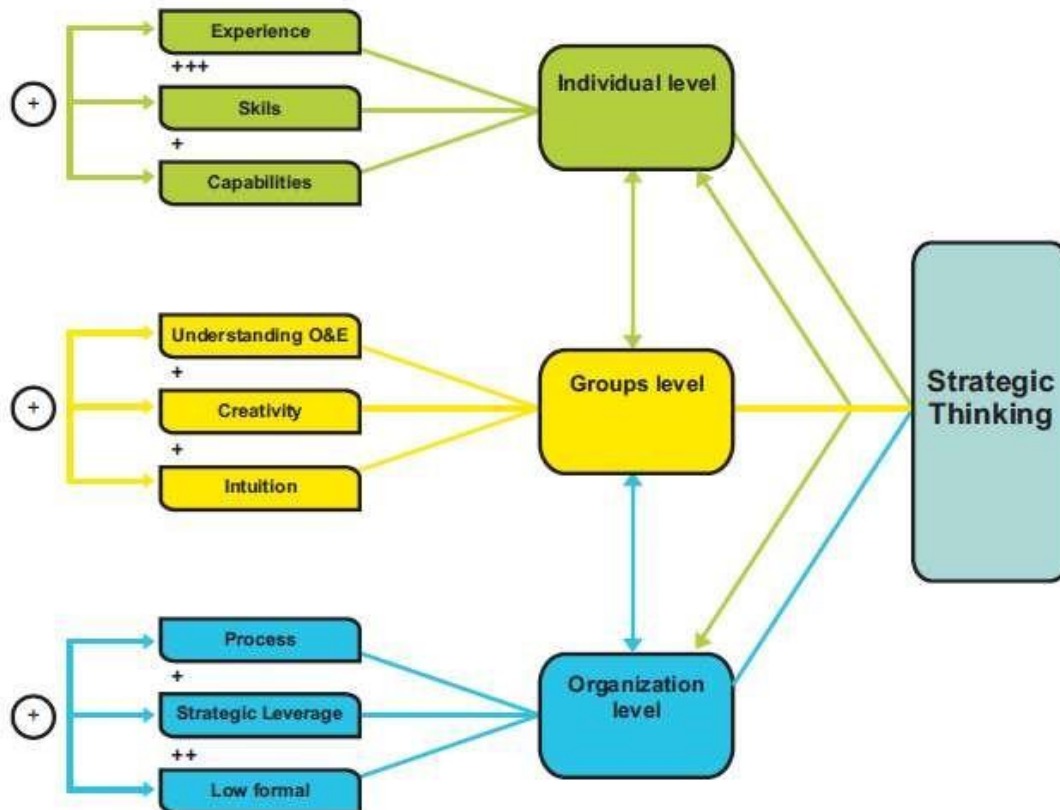 Experience
+++
+
Skils
+
Capabilities
Individual level
Understanding O&E
+
+
Creativity
+
Intuition
Groups level
Strategic
Thinking
Process
+
+
Strategic Leverage
++
Low formal
Organization
level